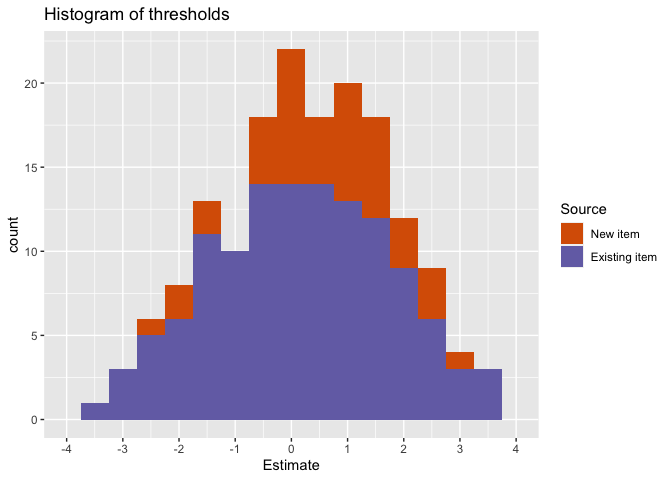 Histogram of thresholds
20
15
10
5
0
count
-4 -3 -2 -1 0 1 2 3 4
Estimate
Source
New item
Existing item